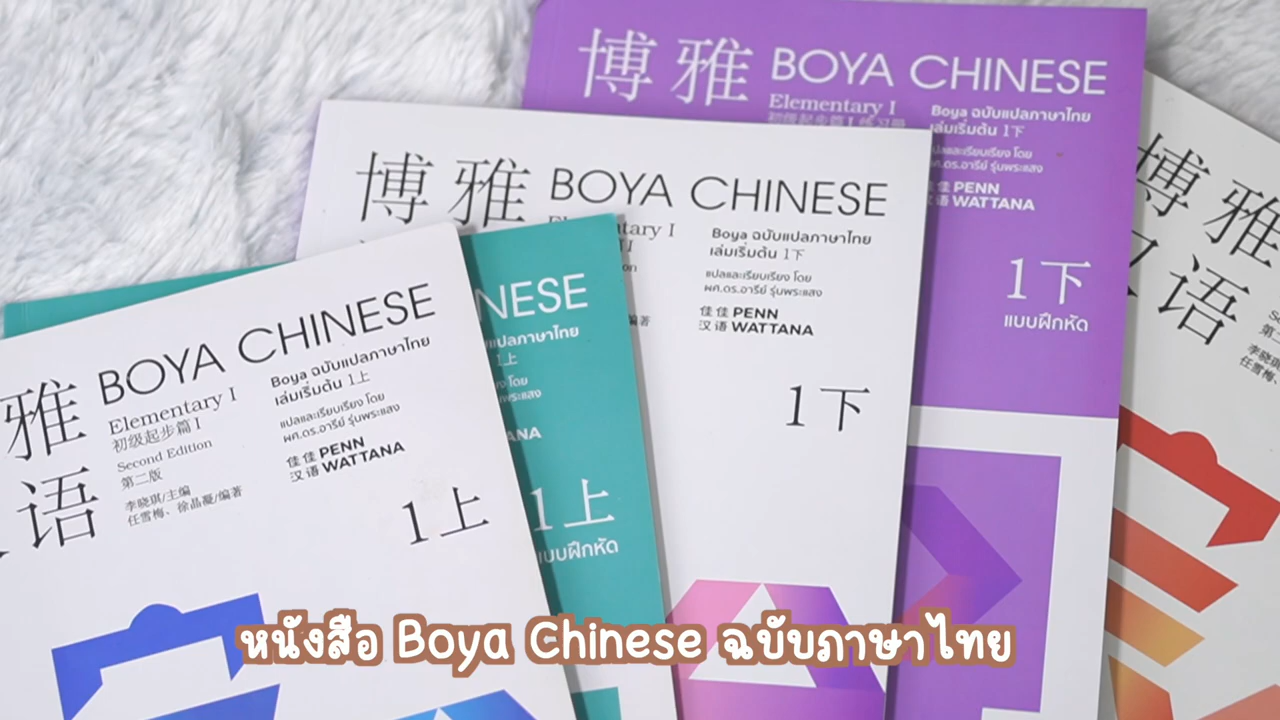 博雅 BOYA CHINESE
Elementary I
初级起步篇 I 练习册
Boya ฉบับแปลภาษาไทย
เล่มเริ่มต้น 1下
แปลและเรียบเรียง โดย
ผศ.ดร.อารีย์ รุ่นพระแสง
佳佳 PENN
汉语 WATTANA
1下
แบบฝึกหัด
博雅 BOYA CHINESE
Elementary I
Boya ฉบับแปลภาษาไทย
เล่มเริ่มต้น 1下
แปลและเรียบเรียง โดย
ผศ.ดร.อารีย์ รุ่นพระแสง
佳佳 PENN
汉语 WATTANA
1下
雅 BOYA CHINESE
语
Elementary I
初级起步篇 I
Second Edition
第二版
李晓琪/主编
任雪梅、徐晶凝/编著
Boya ฉบับแปลภาษาไทย
เล่มเริ่มต้น 1上
แปลและเรียบเรียง โดย
ผศ.ดร.อารีย์ รุ่นพระแสง
佳佳 PENN
汉语 WATTANA
1上
NESE
1上
แบบฝึกหัด
博雅
语
หนังสือ Boya Chinese ฉบับภาษาไทย